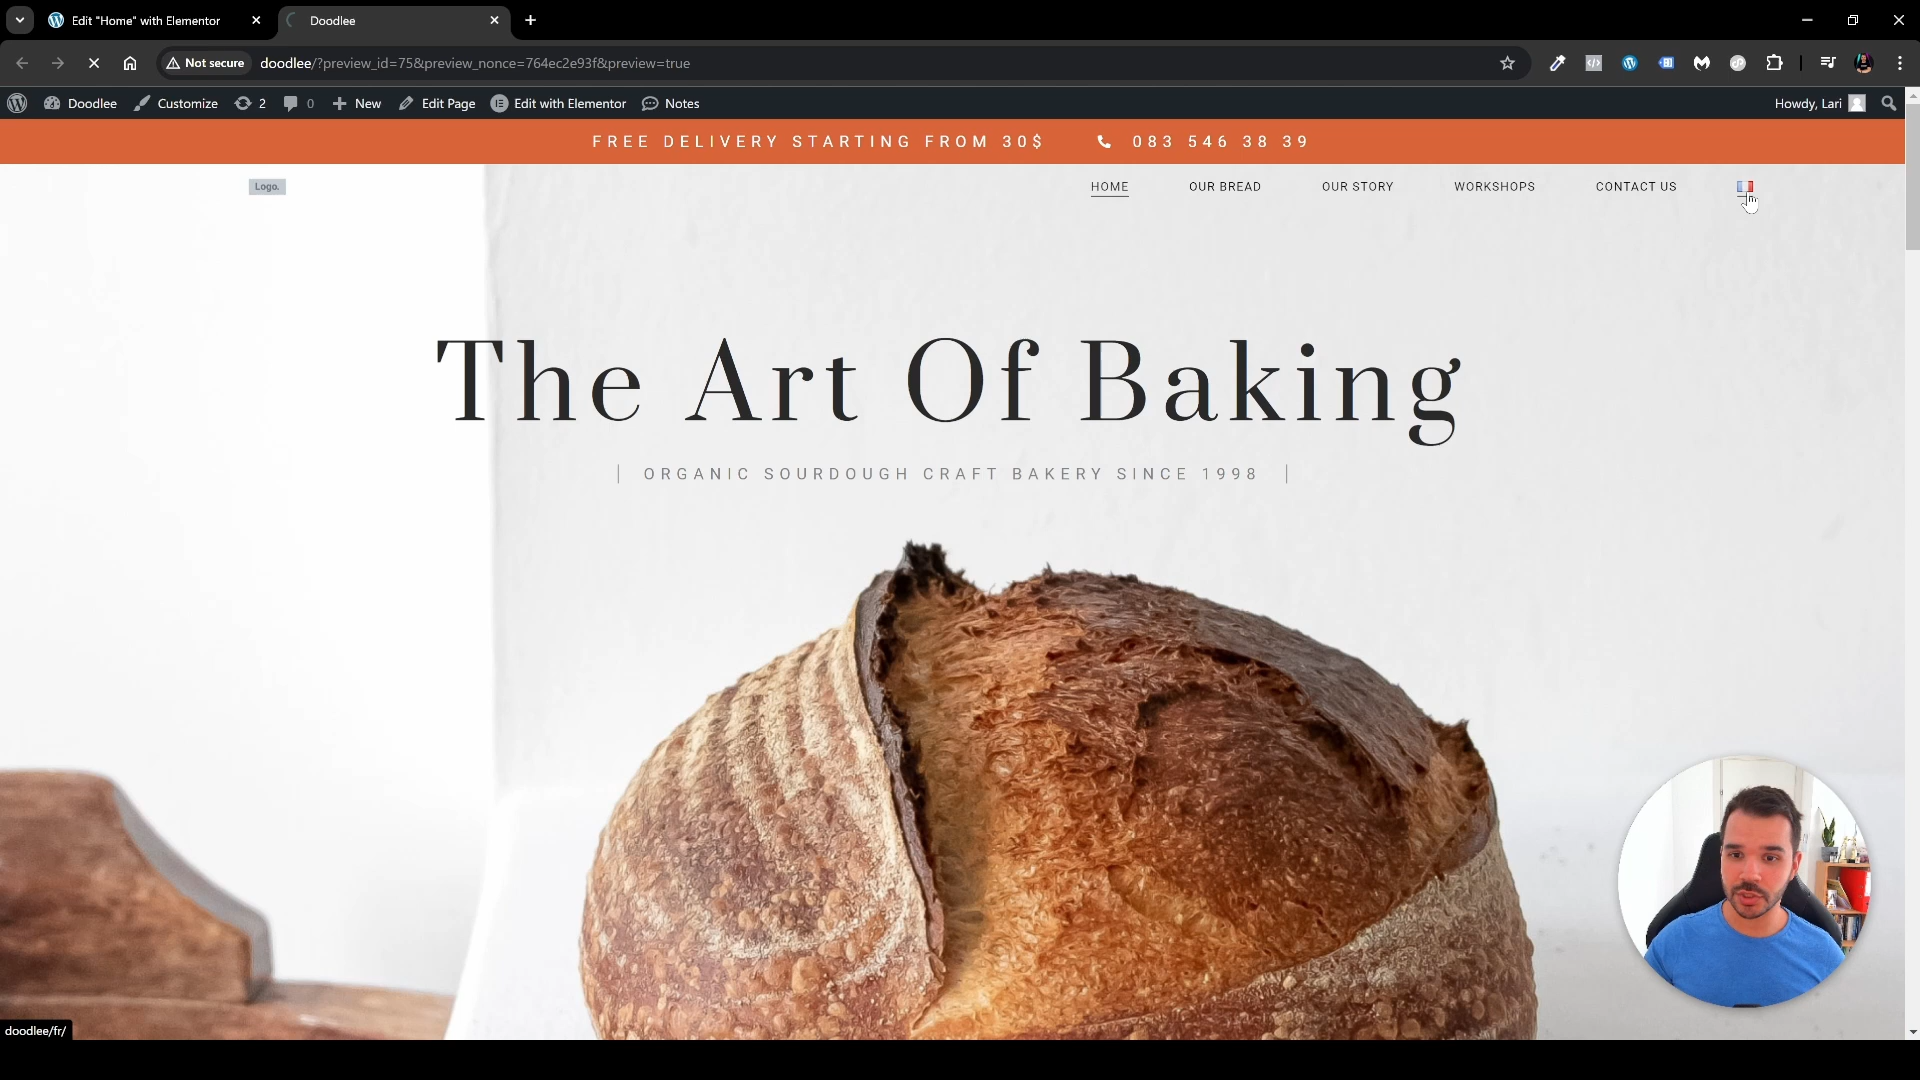 Edit "Home" with Elementor
Doodlee
Not secure
doodlee/?preview_id=75&preview_nonce=764ec2e93f&preview=true
Doodlee
Customize
2
0
New
Edit Page
Edit with Elementor
Notes
Howdy, Lari
FREE DELIVERY STARTING FROM 30$
083 546 38 39
Logo.
HOME
OUR BREAD
OUR STORY
WORKSHOPS
CONTACT US
The Art Of Baking
| ORGANIC SOURDOUGH CRAFT BAKERY SINCE 1998 |
doodlee/fr/